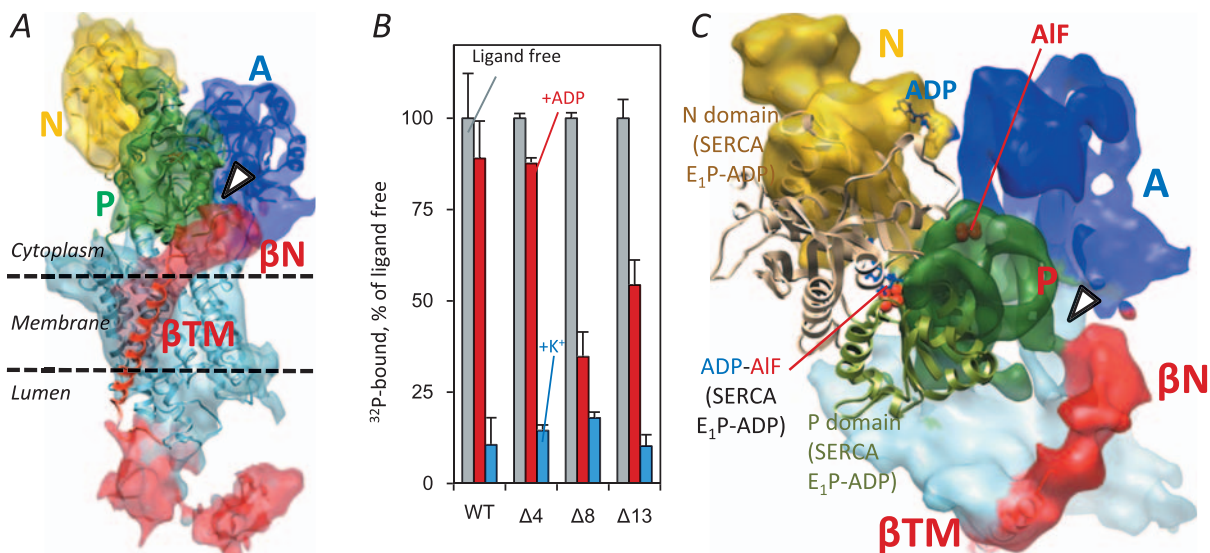 A
N
A
P
Cytoplasm
βN
Membrane
βTM
Lumen
B
³²P-bound, % of ligand free
100
75
50
25
0
Ligand free
+ADP
+K⁺
WT
Δ4
Δ8
Δ13
C
N
AlF
ADP
N domain
(SERCA
E₁P-ADP)
A
P
βN
ADP-AlF
(SERCA
E₁P-ADP)
P domain
(SERCA
E₁P-ADP)
βTM